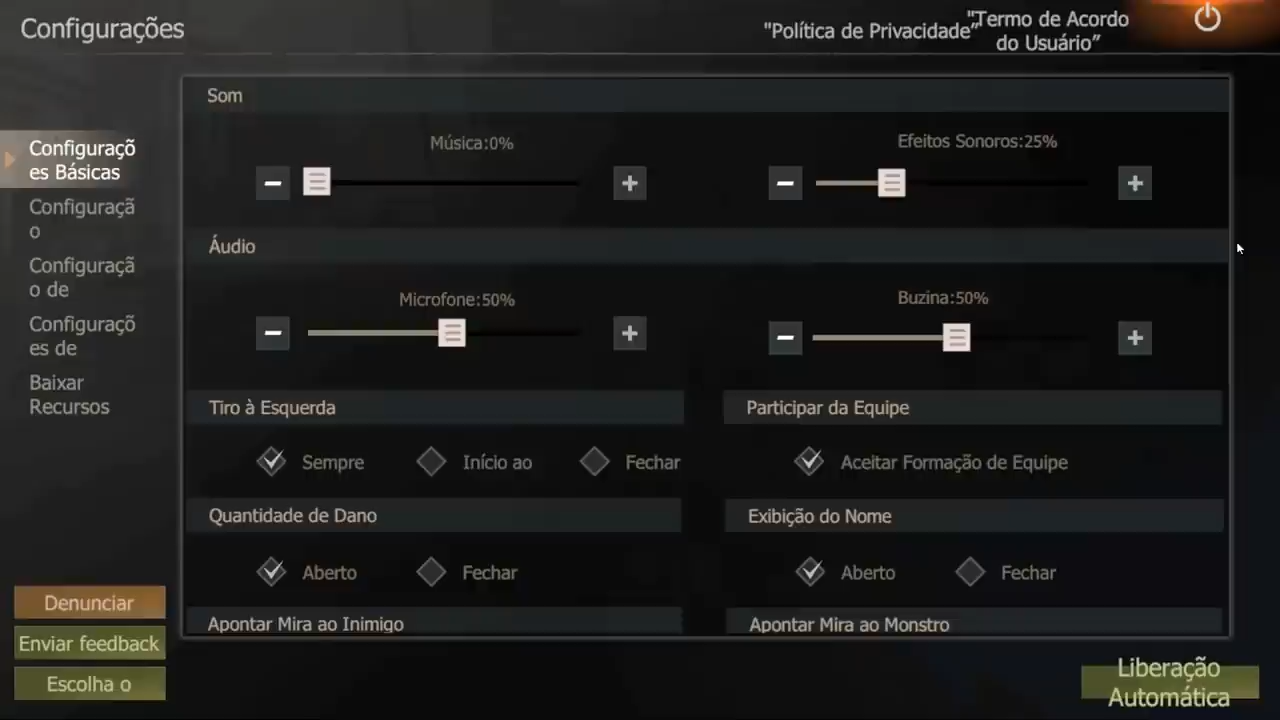 Configurações
"Política de Privacidade"
"Termo de Acordo
do Usuário"
Configuraçõ
es Básicas
Configuraçã
o
Configuraçã
o de
Configuraçõ
es de
Baixar
Recursos
Denunciar
Enviar feedback
Escolha o
Som
Música:0%
Efeitos Sonoros:25%
Áudio
Microfone:50%
Buzina:50%
Tiro à Esquerda
Participar da Equipe
Sempre
Início ao
Fechar
Aceitar Formação de Equipe
Quantidade de Dano
Exibição do Nome
Aberto
Fechar
Aberto
Fechar
Apontar Mira ao Inimigo
Apontar Mira ao Monstro
Liberação
Automática